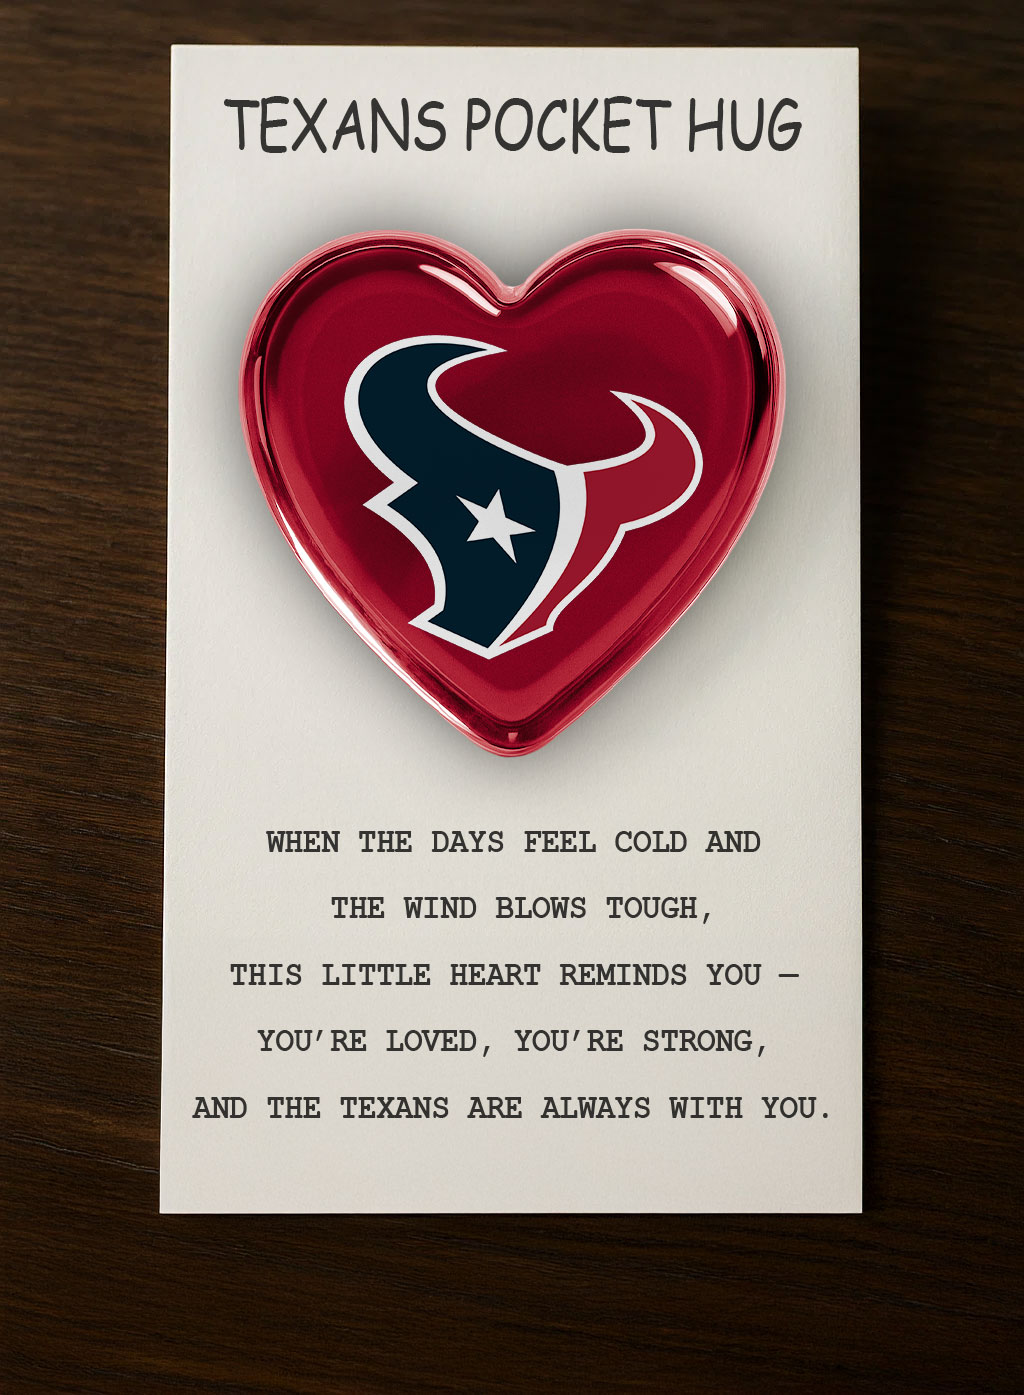 TEXANS POCKET HUG
WHEN THE DAYS FEEL COLD AND
THE WIND BLOWS TOUGH,
THIS LITTLE HEART REMINDS YOU —
YOU’RE LOVED, YOU’RE STRONG,
AND THE TEXANS ARE ALWAYS WITH YOU.